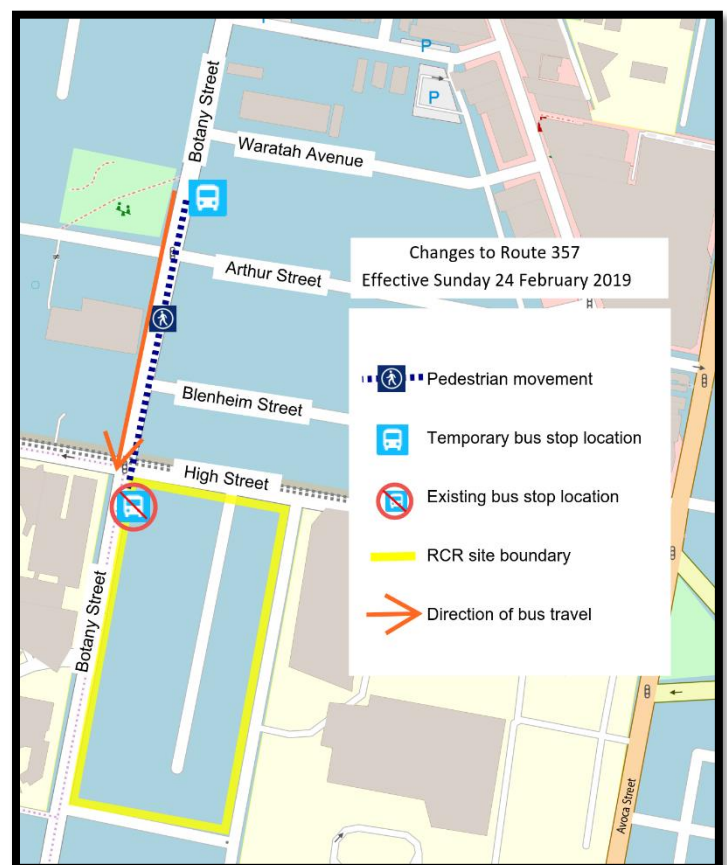 P
P
Botany Street
Waratah Avenue
Changes to Route 357
Effective Sunday 24 February 2019
Arthur Street
Pedestrian movement
Blenheim Street
Temporary bus stop location
High Street
Existing bus stop location
RCR site boundary
Direction of bus travel
Botany Street
Avoca Street